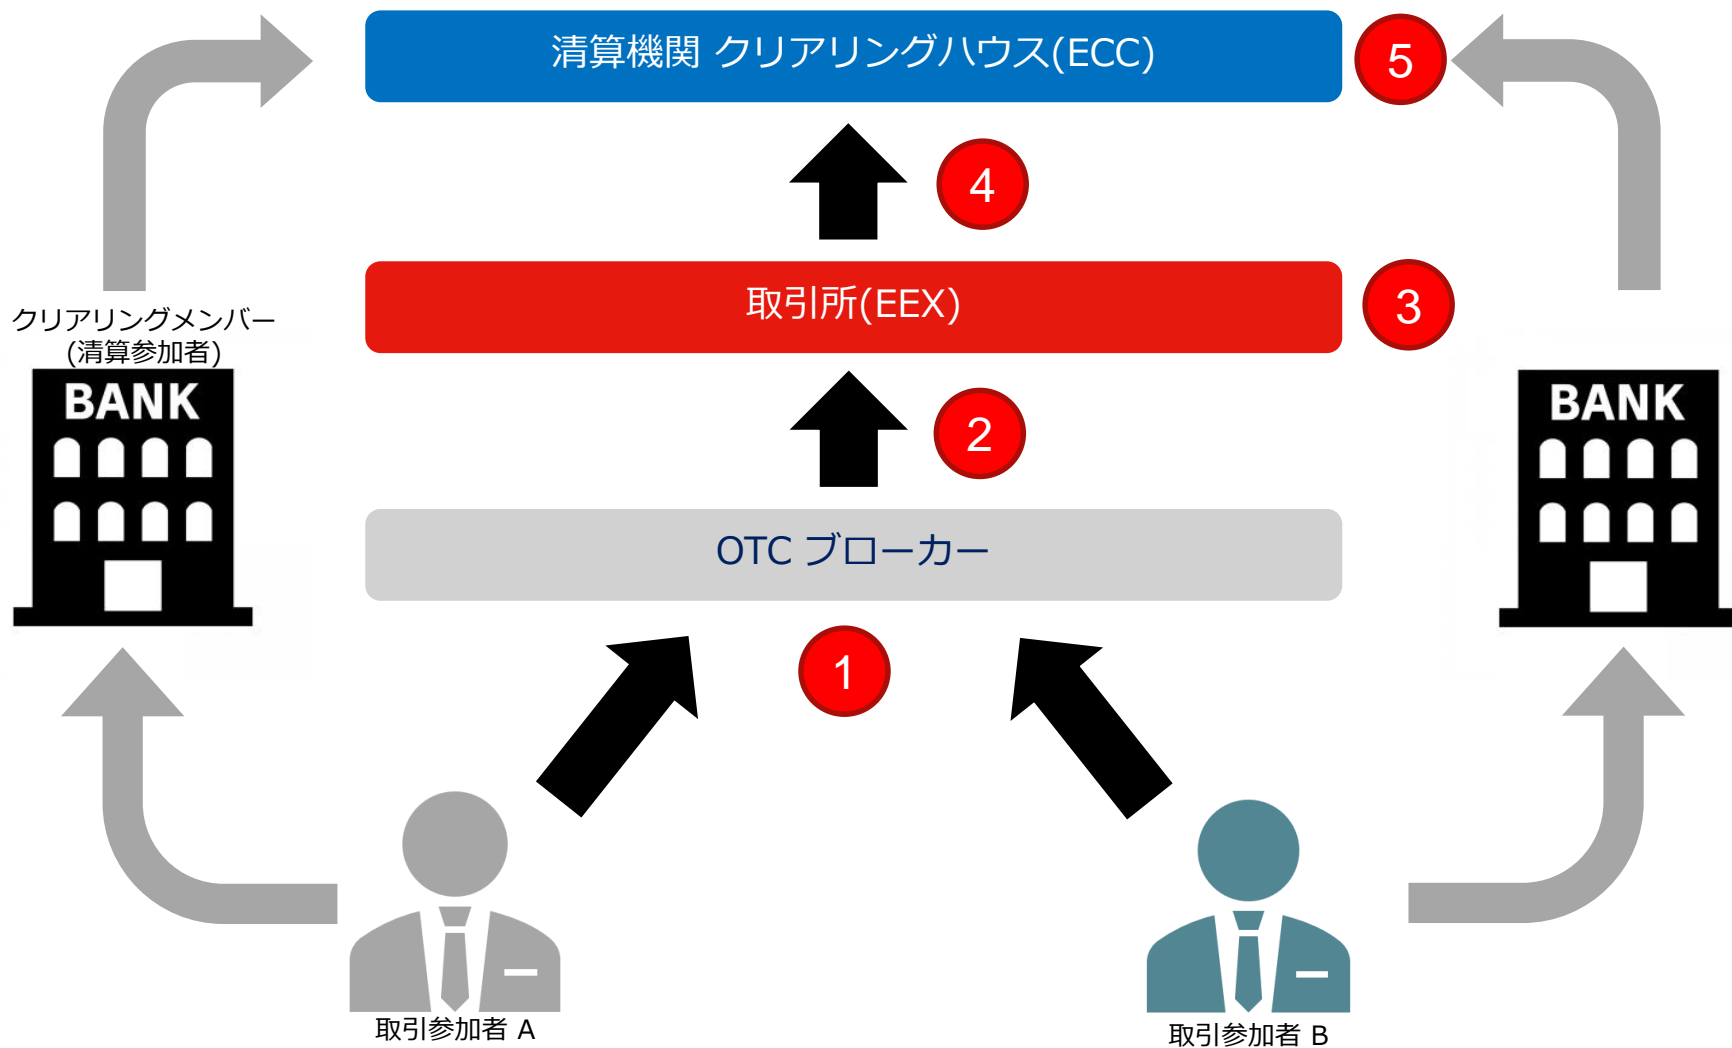 清算機関 クリアリングハウス(ECC)
5
4
取引所(EEX)
3
クリアリングメンバー
(清算参加者)
BANK
BANK
2
OTC ブローカー
1
取引参加者 A
取引参加者 B